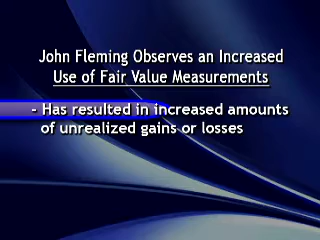 John Fleming Observes an Increased
Use of Fair Value Measurements
- Has resulted in increased amounts
of unrealized gains or losses